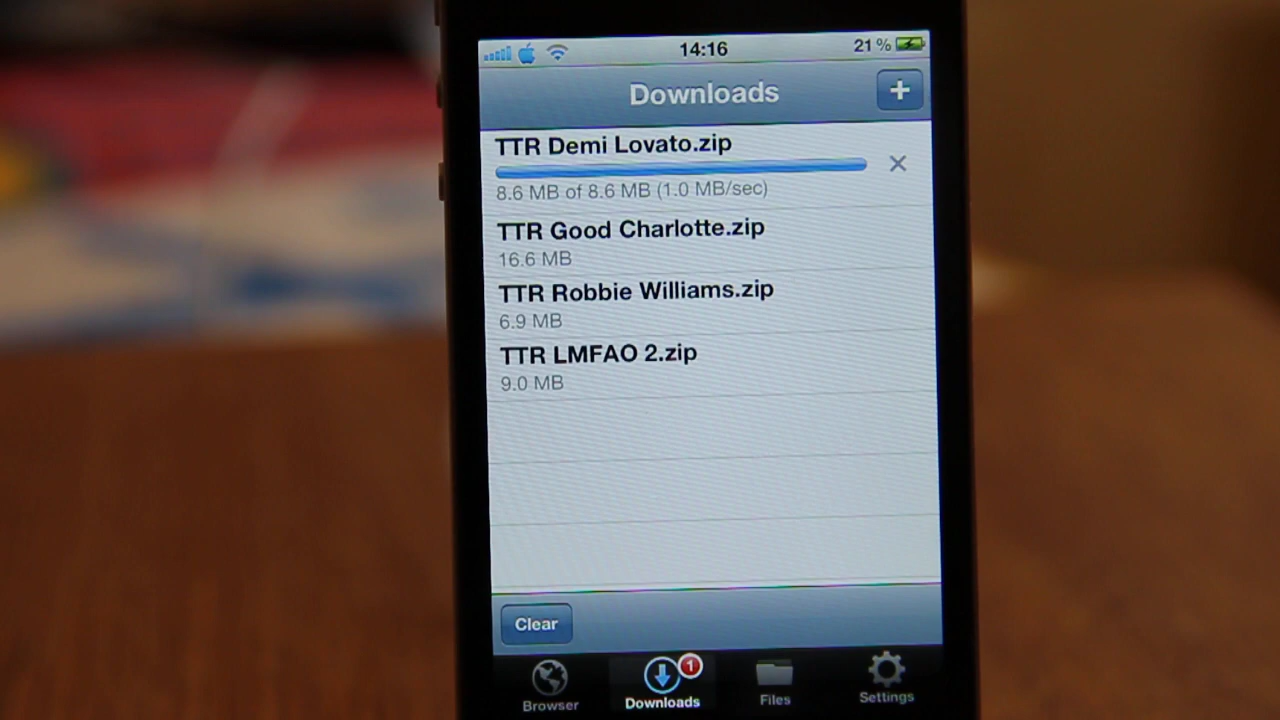 14:16
21 %
Downloads
+
TTR Demi Lovato.zip
8.6 MB of 8.6 MB (1.0 MB/sec)
TTR Good Charlotte.zip
16.6 MB
TTR Robbie Williams.zip
6.9 MB
TTR LMFAO 2.zip
9.0 MB
Clear
1
Browser
Downloads
Files
Settings